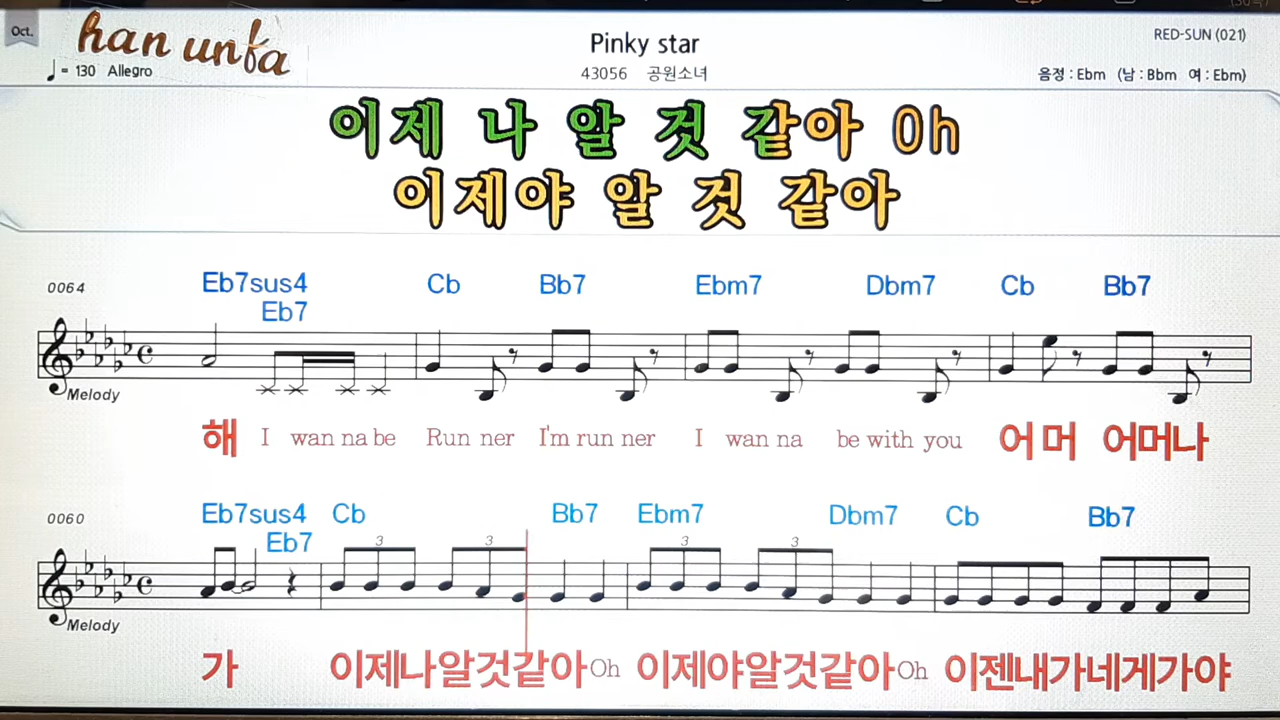 Oct.
han unfa
Pinky star
RED-SUN (021)
♩ = 130 Allegro
43056 공원소녀
음정 : Ebm (남 : Bbm 여 : Ebm)
이제 나 알 것 같아 Oh
이제야 알 것 같아
0064
Eb7sus4 Cb Bb7 Ebm7 Dbm7 Cb Bb7
Eb7
Melody
해 I wan na be Run ner I'm run ner I wan na be with you 어 머 어머나
0060
Eb7sus4 Cb Bb7 Ebm7 Dbm7 Cb Bb7
Eb7
3 3 3 3
Melody
가 이제나알것같아Oh 이제야알것같아Oh 이젠내가네게가야